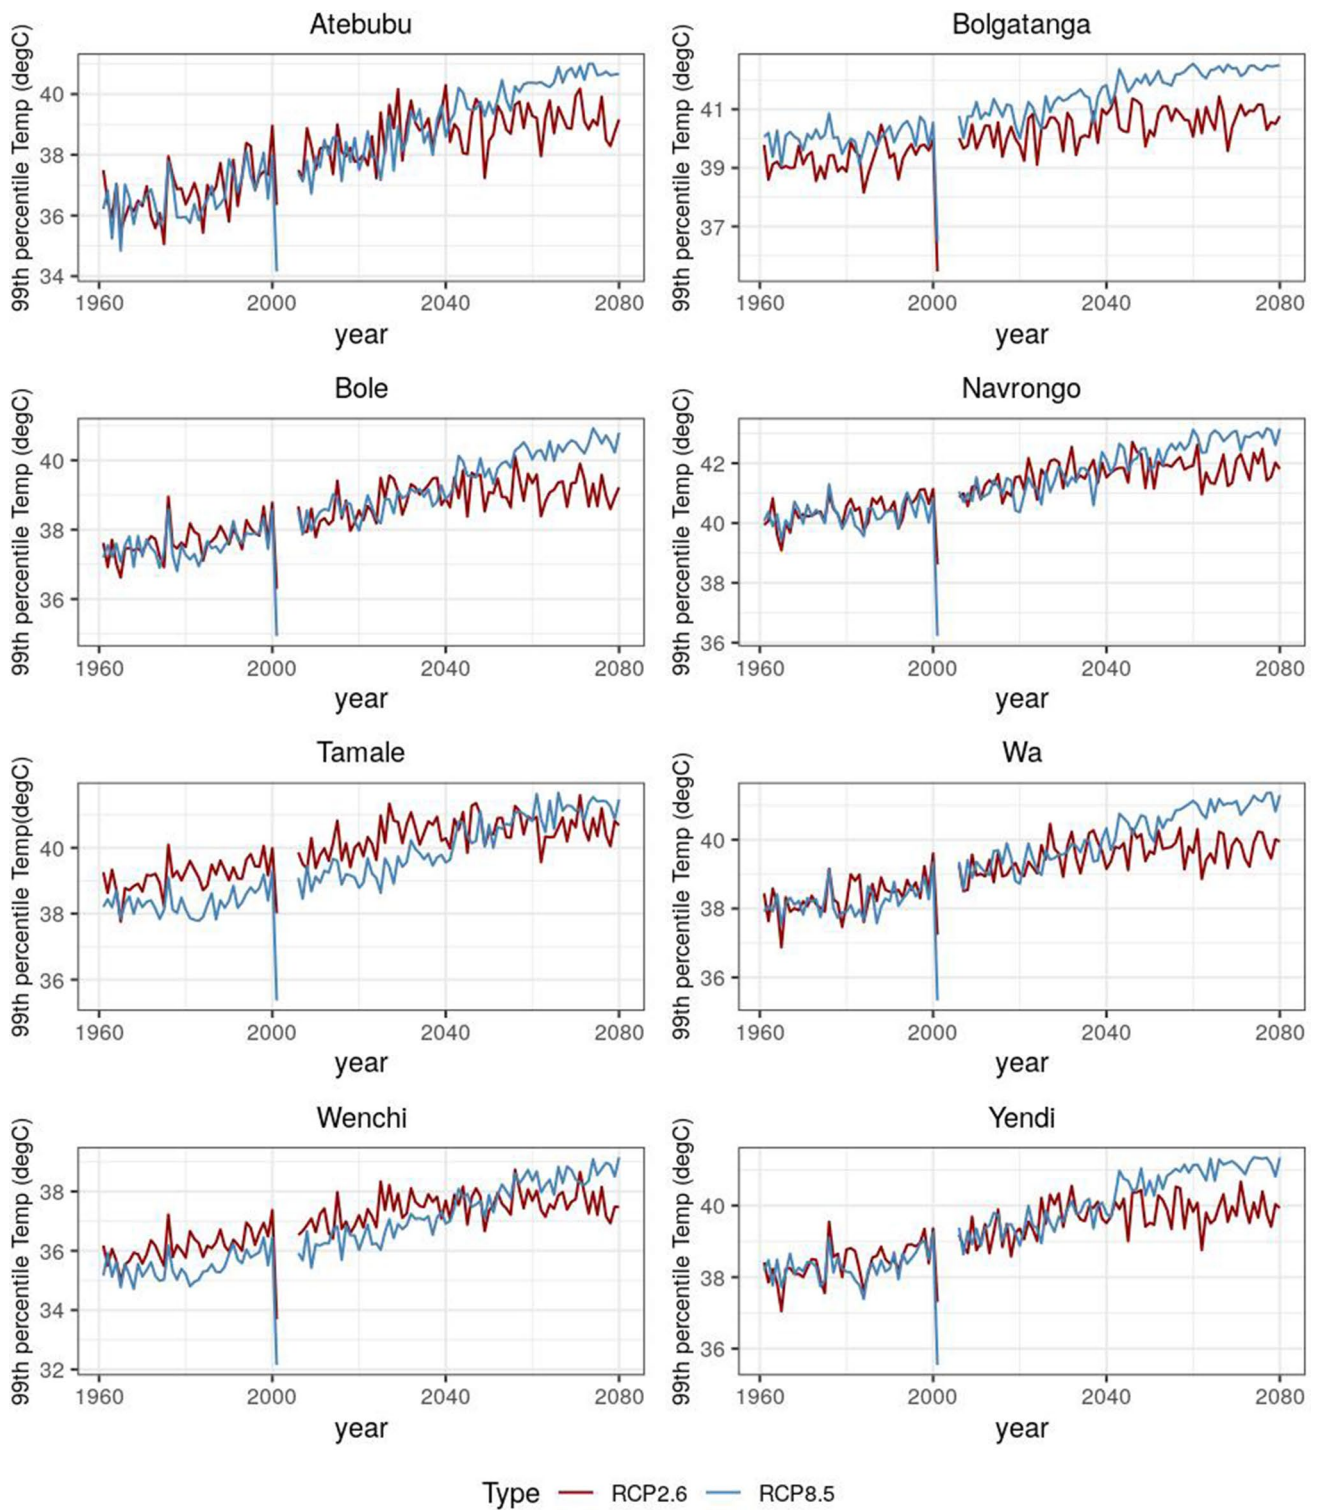 Atebubu
Bolgatanga
99th percentile Temp (degC)
40
38
36
34
1960 2000 2040 2080
year
99th percentile Temp (degC)
41
39
37
1960 2000 2040 2080
year
Bole
Navrongo
99th percentile Temp (degC)
40
38
36
1960 2000 2040 2080
year
99th percentile Temp (degC)
42
40
38
36
1960 2000 2040 2080
year
Tamale
Wa
99th percentile Temp(degC)
40
38
36
1960 2000 2040 2080
year
99th percentile Temp (degC)
40
38
36
1960 2000 2040 2080
year
Wenchi
Yendi
99th percentile Temp (degC)
38
36
34
32
1960 2000 2040 2080
year
99th percentile Temp (degC)
40
38
36
1960 2000 2040 2080
year
Type RCP2.6 RCP8.5